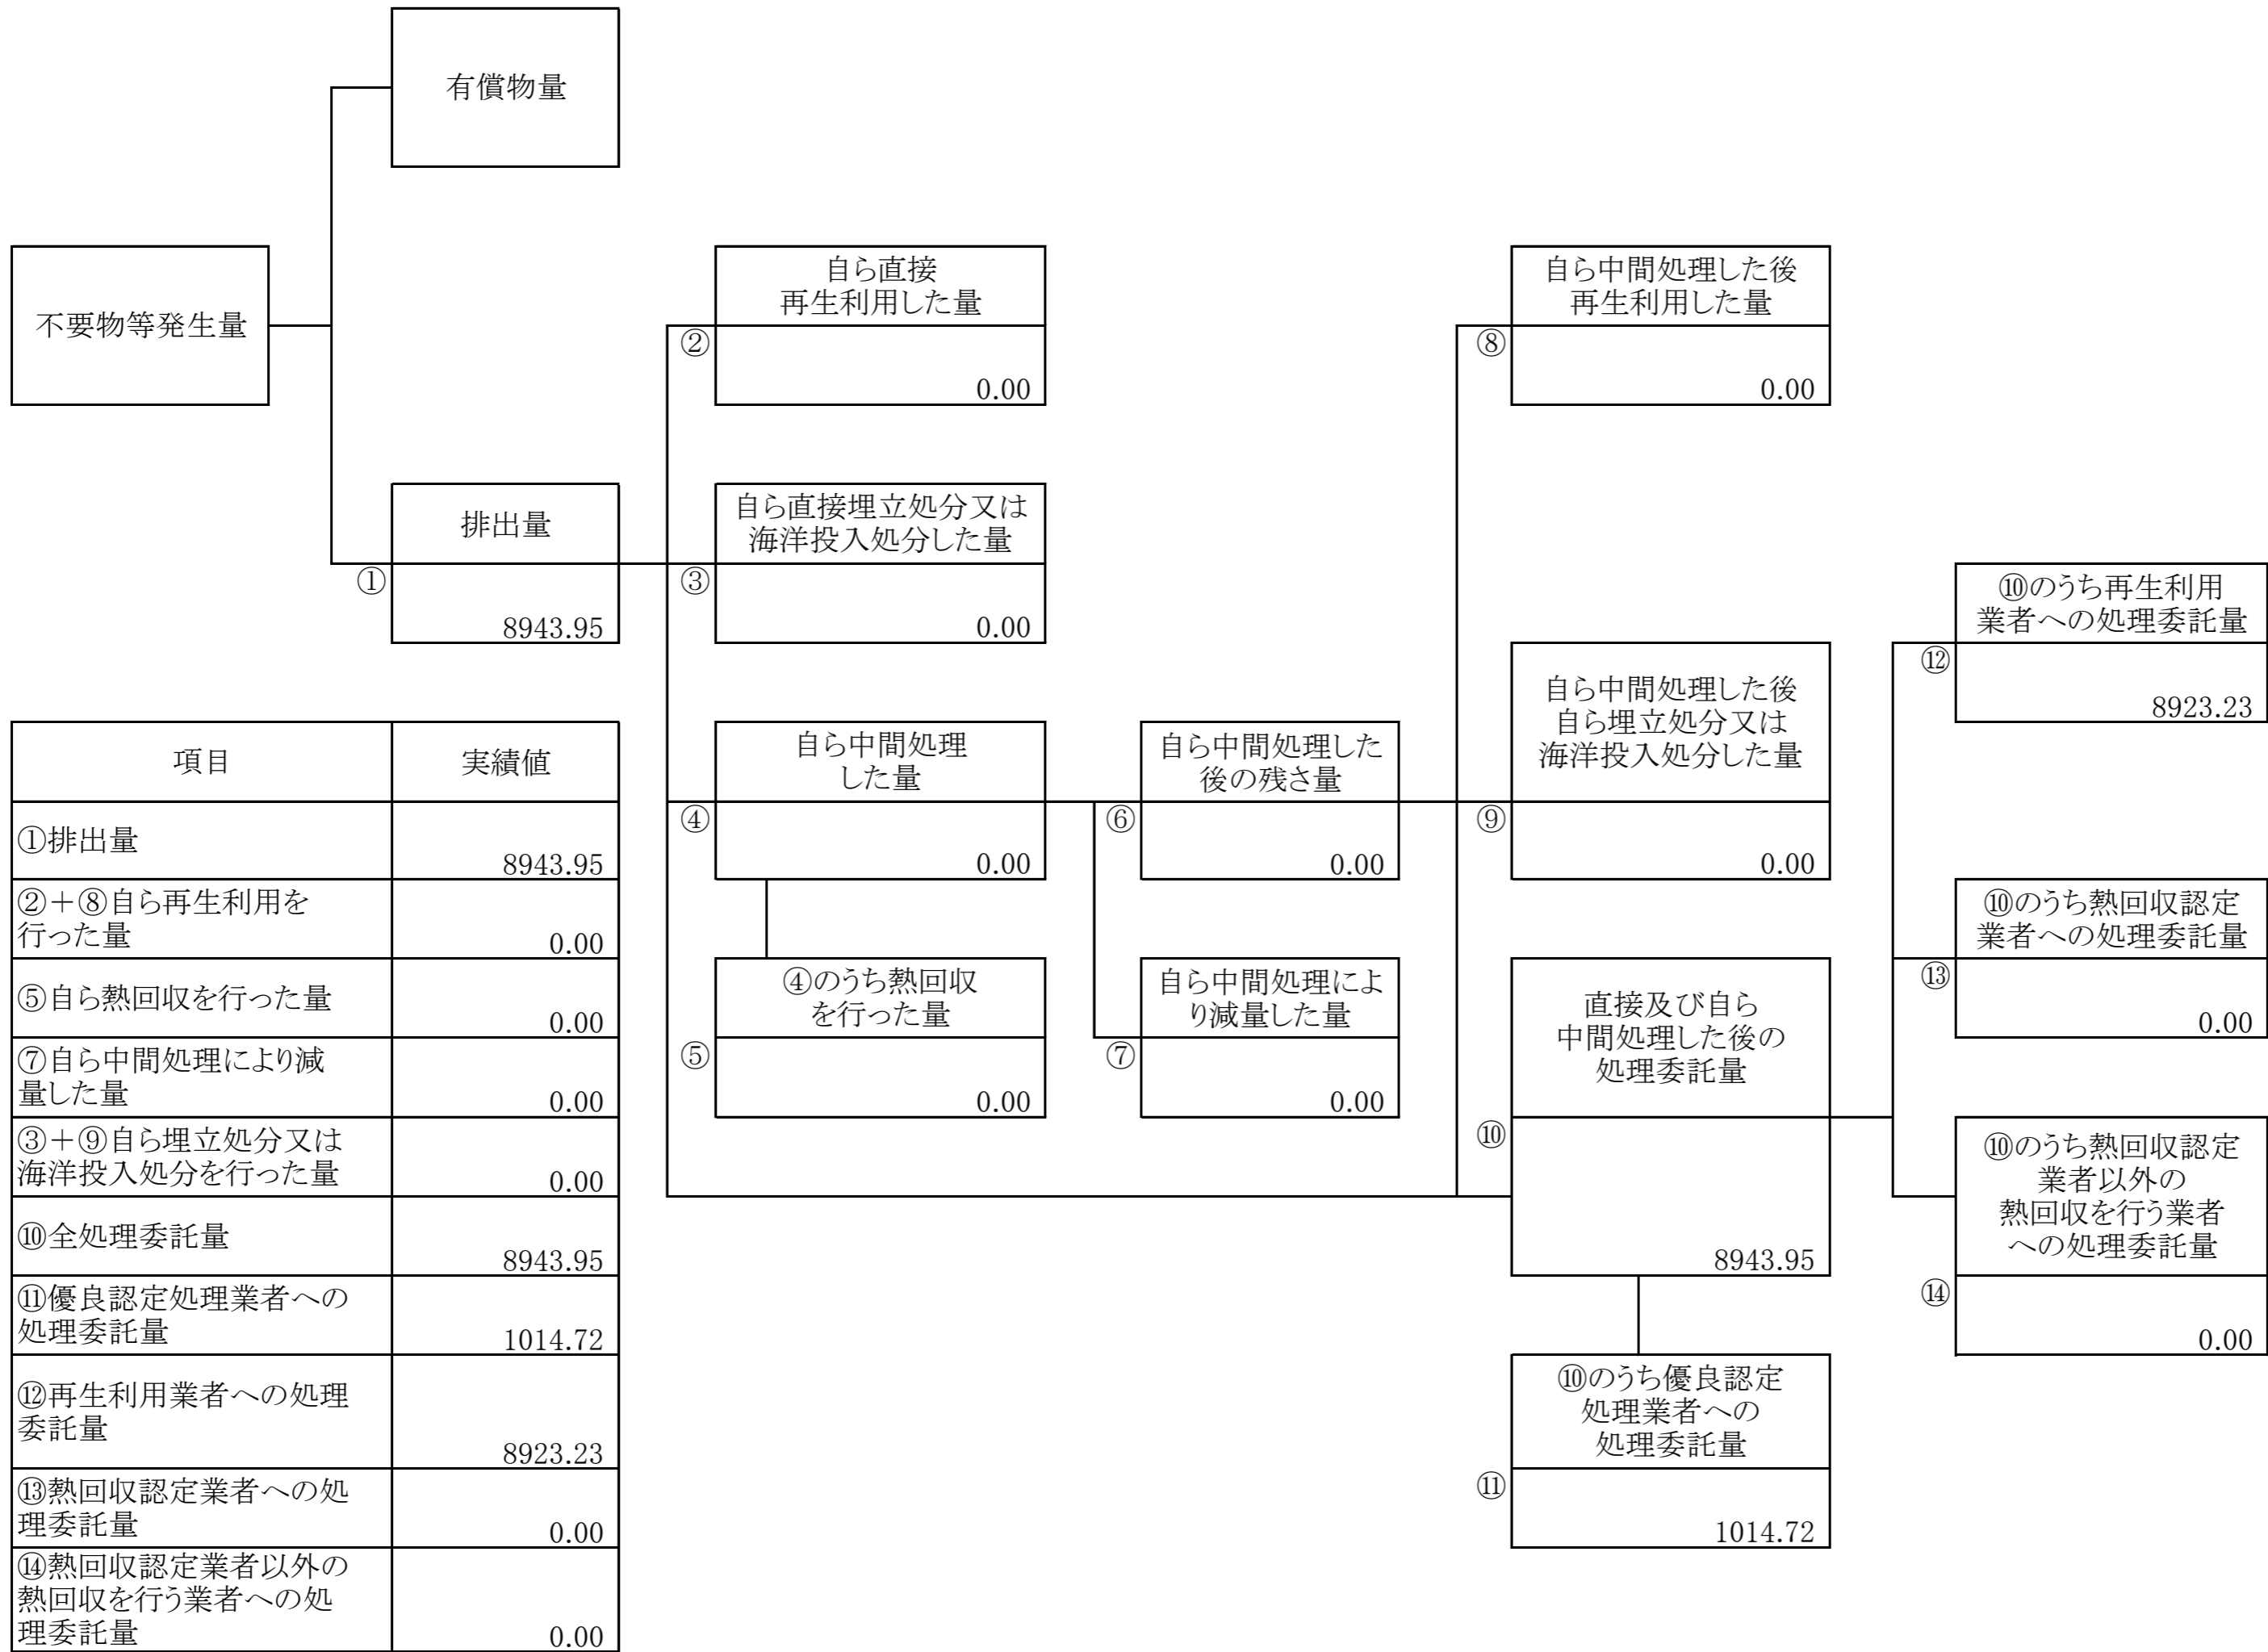 有償物量
不要物等発生量
自ら直接
再生利用した量
②
0.00
自ら中間処理した後
再生利用した量
⑧
0.00
排出量
①
8943.95
自ら直接埋立処分又は
海洋投入処分した量
③
0.00
⑩のうち再生利用
業者への処理委託量
⑫
8923.23
自ら中間処理
した量
④
0.00
自ら中間処理した
後の残さ量
⑥
0.00
自ら中間処理した後
自ら埋立処分又は
海洋投入処分した量
⑨
0.00
⑩のうち熱回収認定
業者への処理委託量
⑬
0.00
④のうち熱回収
を行った量
⑤
0.00
自ら中間処理によ
り減量した量
⑦
0.00
直接及び自ら
中間処理した後の
処理委託量
⑩
8943.95
⑩のうち熱回収認定
業者以外の
熱回収を行う業者
への処理委託量
⑭
0.00
⑩のうち優良認定
処理業者への
処理委託量
⑪
1014.72
項目 実績値
①排出量
8943.95
②+⑧自ら再生利用を
行った量
0.00
⑤自ら熱回収を行った量
0.00
⑦自ら中間処理により減
量した量
0.00
③+⑨自ら埋立処分又は
海洋投入処分を行った量
0.00
⑩全処理委託量
8943.95
⑪優良認定処理業者への
処理委託量
1014.72
⑫再生利用業者への処理
委託量
8923.23
⑬熱回収認定業者への処
理委託量
0.00
⑭熱回収認定業者以外の
熱回収を行う業者への処
理委託量
0.00